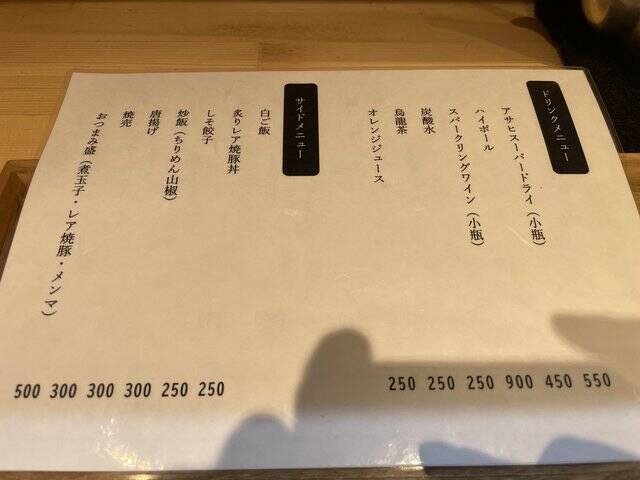 ドリンクメニュー
アサヒスーパードライ（小瓶）
ハイボール
スパークリングワイン（小瓶）
炭酸水
烏龍茶
オレンジジュース
250 250 250 900 450 550
サイドメニュー
白ご飯
炙りレア焼豚丼
しそ餃子
炒飯（ちりめん山椒）
唐揚げ
焼売
おつまみ盛（煮玉子・レア焼豚・メンマ）
500 300 300 300 250 250